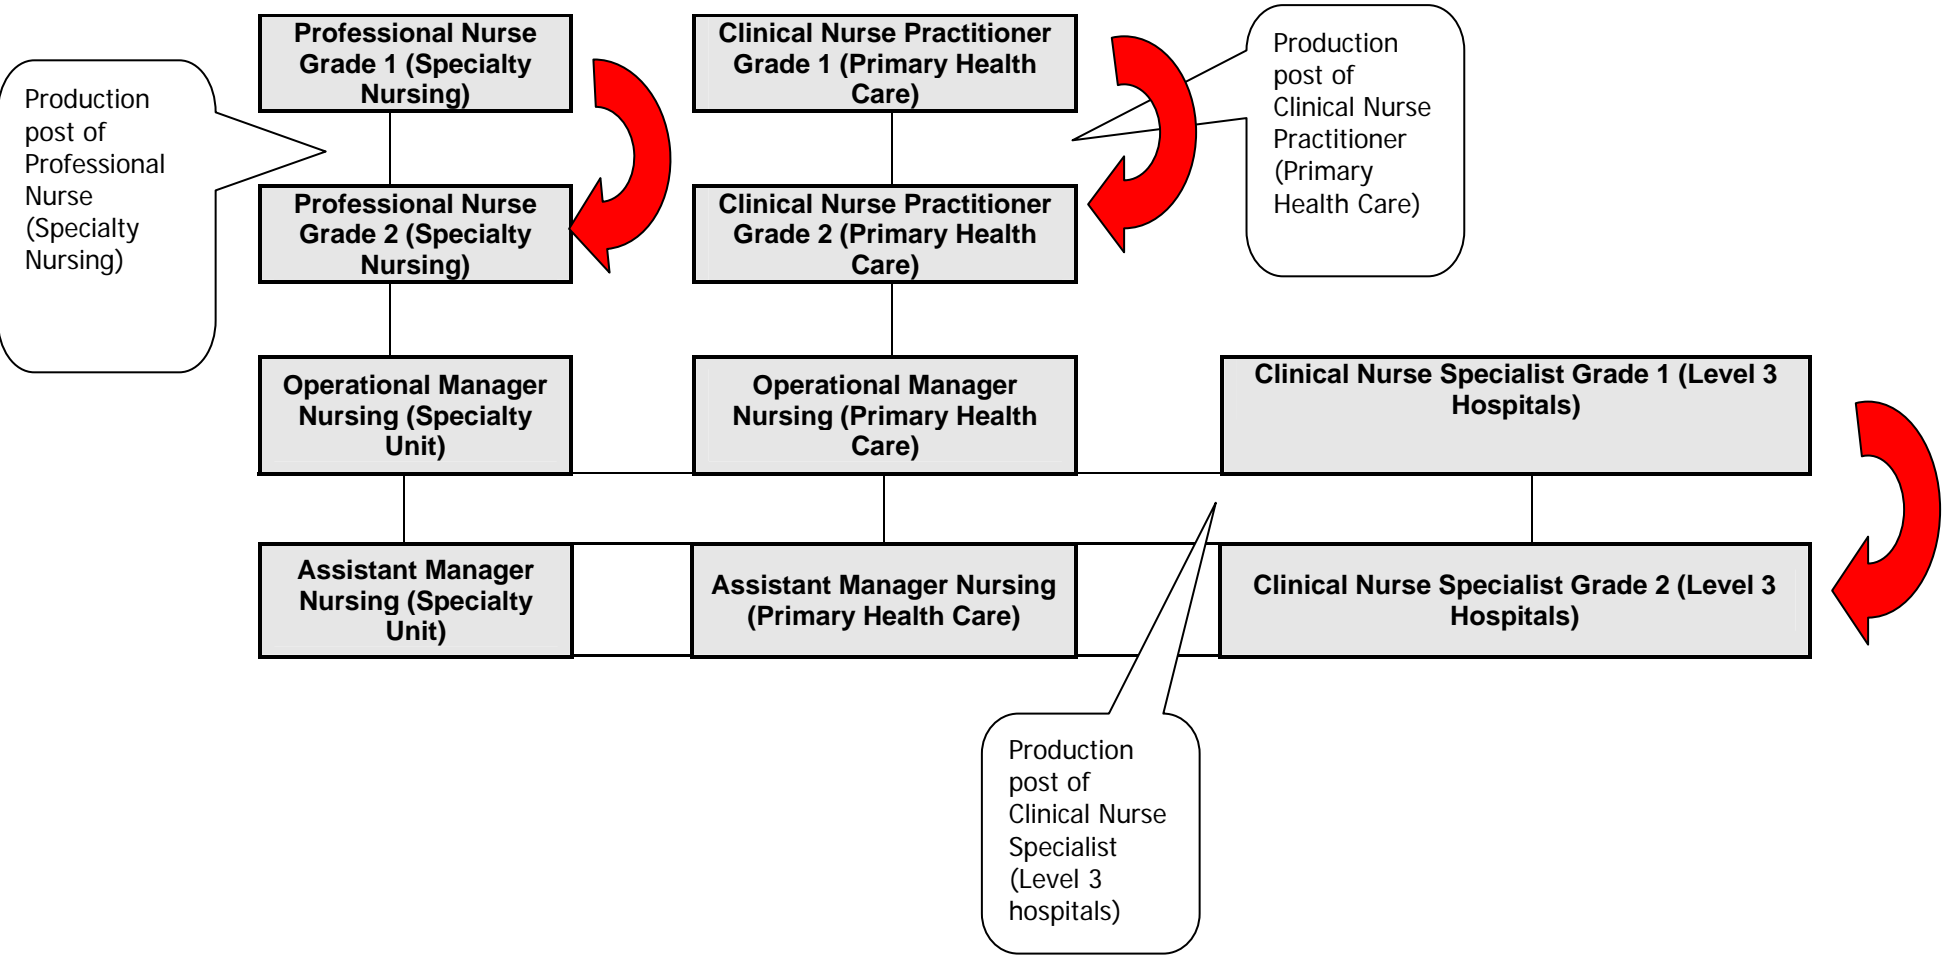 Professional Nurse
Grade 1 (Specialty
Nursing)
Clinical Nurse Practitioner
Grade 1 (Primary Health
Care)
Production
post of
Clinical Nurse
Practitioner
(Primary
Health Care)
Production
post of
Professional
Nurse
(Specialty
Nursing)
Professional Nurse
Grade 2 (Specialty
Nursing)
Clinical Nurse Practitioner
Grade 2 (Primary Health
Care)
Operational Manager
Nursing (Specialty
Unit)
Operational Manager
Nursing (Primary Health
Care)
Clinical Nurse Specialist Grade 1 (Level 3
Hospitals)
Assistant Manager
Nursing (Specialty
Unit)
Assistant Manager Nursing
(Primary Health Care)
Clinical Nurse Specialist Grade 2 (Level 3
Hospitals)
Production
post of
Clinical Nurse
Specialist
(Level 3
hospitals)